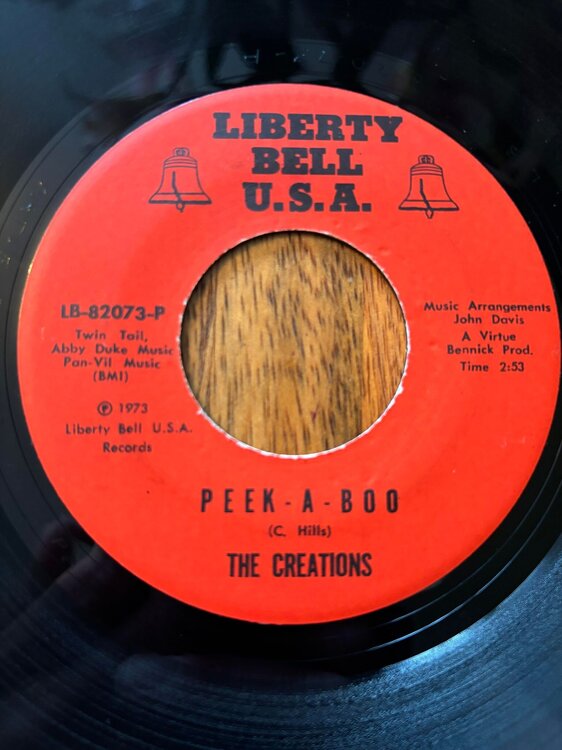 LIBERTY
BELL
U.S.A.
LB-82073-P
Twin Tail,
Abby Duke Music
Pan-Vil Music
(BMI)
℗ 1973
Liberty Bell U.S.A.
Records
Music Arrangements
John Davis
A Virtue
Bennick Prod.
Time 2:53
PEEK-A-BOO
(C. Hills)
THE CREATIONS